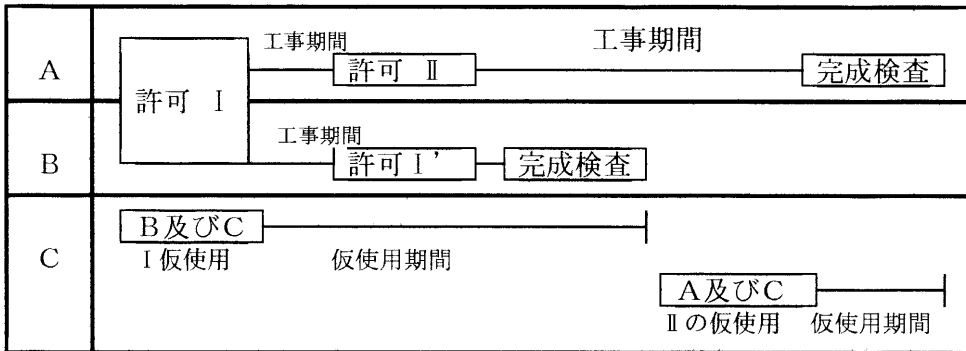 A
工事期間
工事期間
許可 Ⅰ
許可 Ⅱ
完成検査
B
工事期間
許可Ⅰ’
完成検査
C
B及びC
Ⅰ仮使用
仮使用期間
A及びC
Ⅱの仮使用
仮使用期間